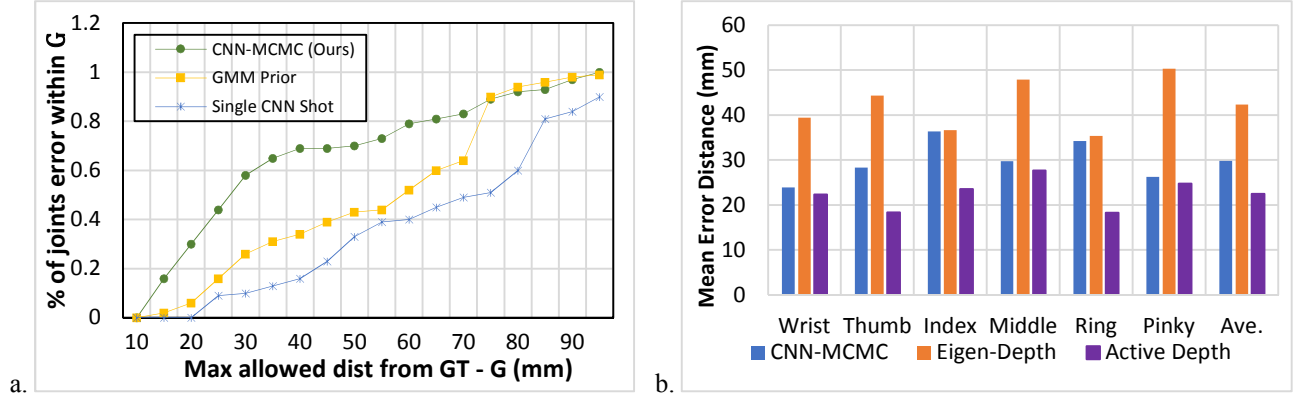 % of joints error within G
1.2
1
0.8
0.6
0.4
0.2
0
CNN-MCMC (Ours)
GMM Prior
Single CNN Shot
10 20 30 40 50 60 70 80 90
Max allowed dist from GT - G (mm)
a.
Mean Error Distance (mm)
60
50
40
30
20
10
0
Wrist Thumb Index Middle Ring Pinky Ave.
CNN-MCMC Eigen-Depth Active Depth
b.